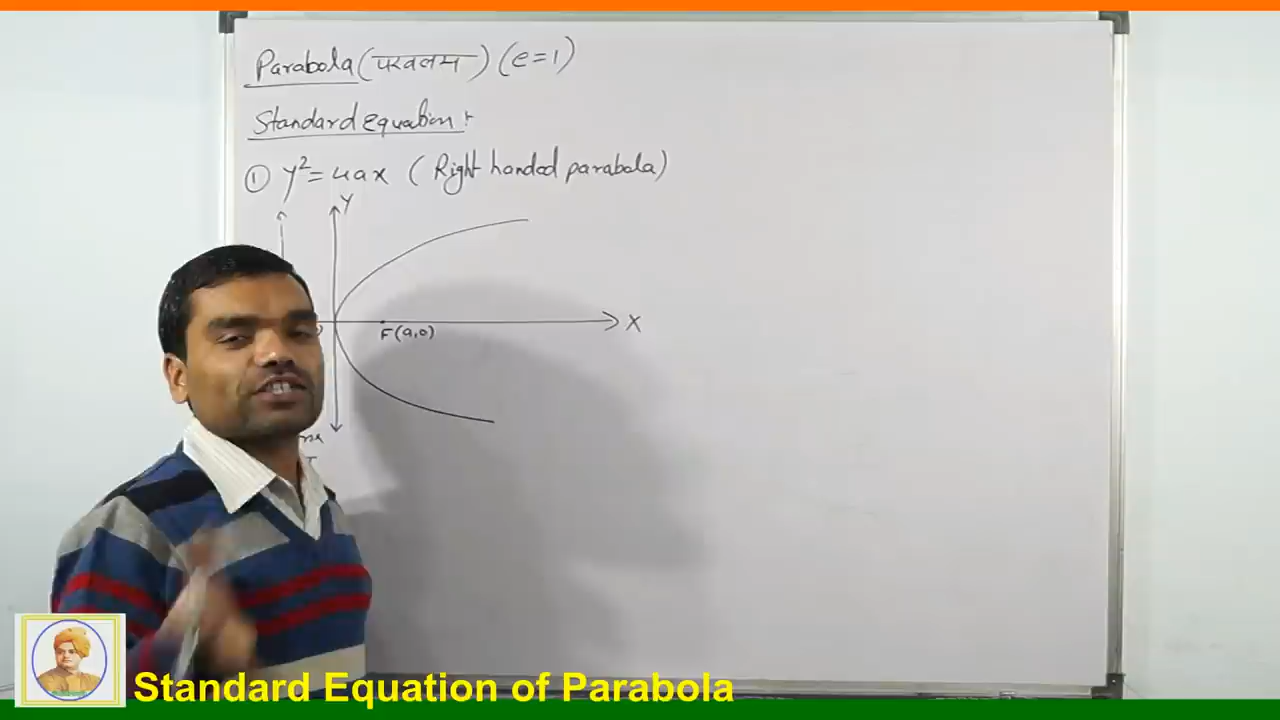 Parabola (परवलय) (e=1)
Standard Equation :
① y²=4ax (Right handed parabola)
Y
X
F(a,0)
Standard Equation of Parabola